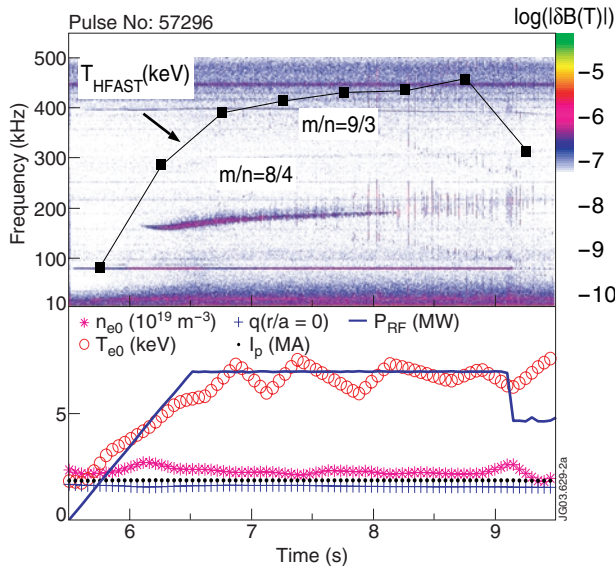 Pulse No: 57296
log(|δB(T)|
500
400
300
200
100
10
Frequency (kHz)
T_HFAST (keV)
m/n=9/3
m/n=8/4
-5
-6
-7
-8
-9
-10
n_e0 (10^19 m^-3)
q(r/a = 0)
P_RF (MW)
T_e0 (keV)
I_p (MA)
5
0
6
7
8
9
Time (s)
JG03.629-2a